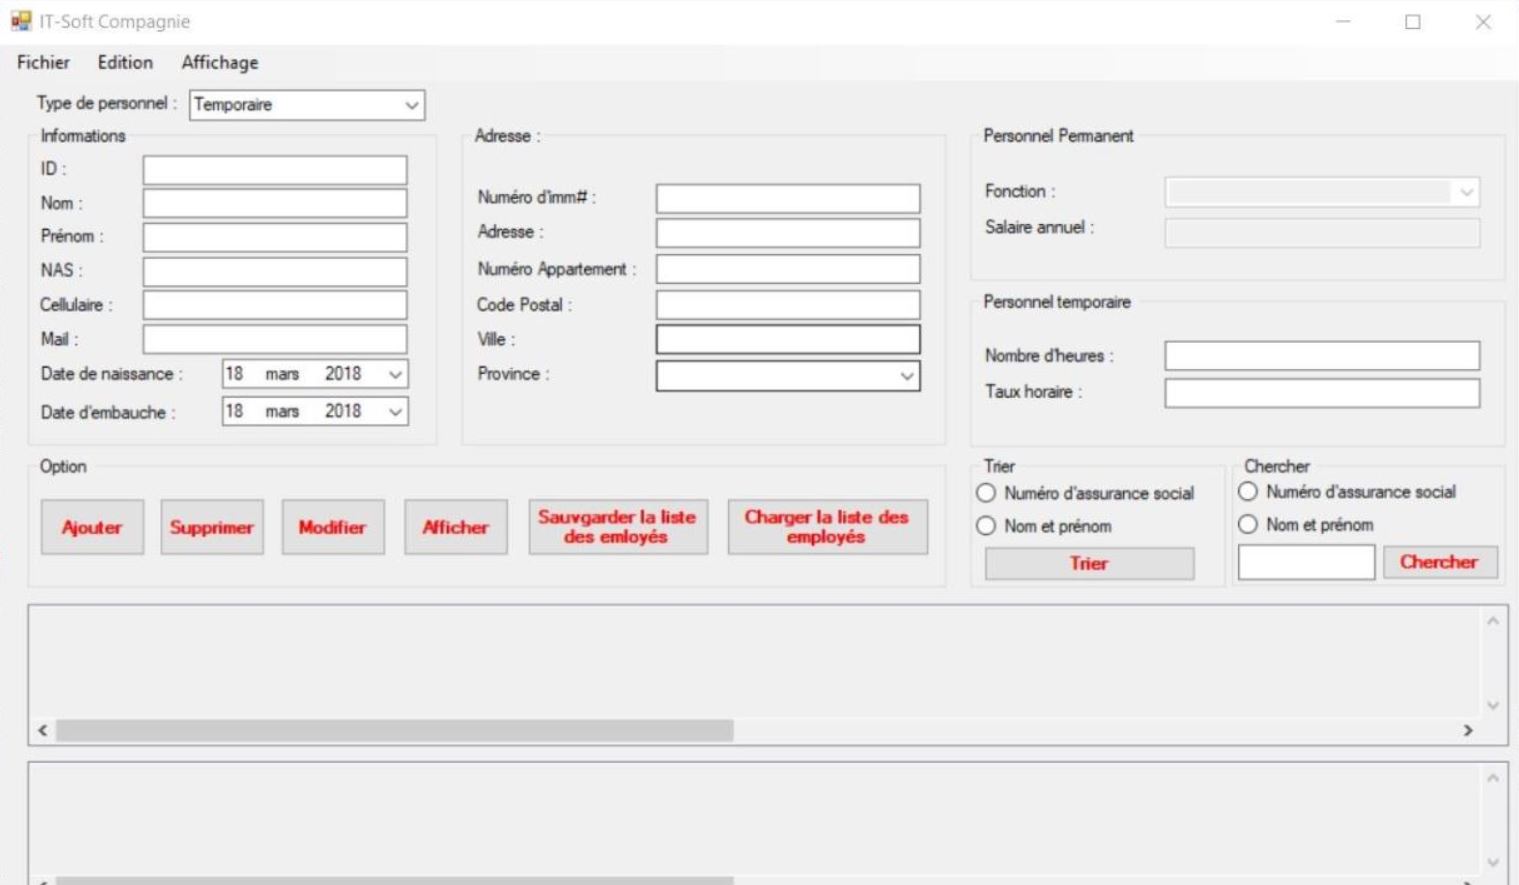 IT-Soft Compagnie
Fichier Edition Affichage
Type de personnel : Temporaire
Informations
ID :
Nom :
Prénom :
NAS :
Cellulaire :
Mail :
Date de naissance : 18 mars 2018
Date d'embauche : 18 mars 2018
Adresse :
Numéro d'imm# :
Adresse :
Numéro Appartement :
Code Postal :
Ville :
Province :
Personnel Permanent
Fonction :
Salaire annuel :
Personnel temporaire
Nombre d'heures :
Taux horaire :
Option
Ajouter
Supprimer
Modifier
Afficher
Sauvgarder la liste
des emloyés
Charger la liste des
employés
Trier
Numéro d'assurance social
Nom et prénom
Trier
Chercher
Numéro d'assurance social
Nom et prénom
Chercher